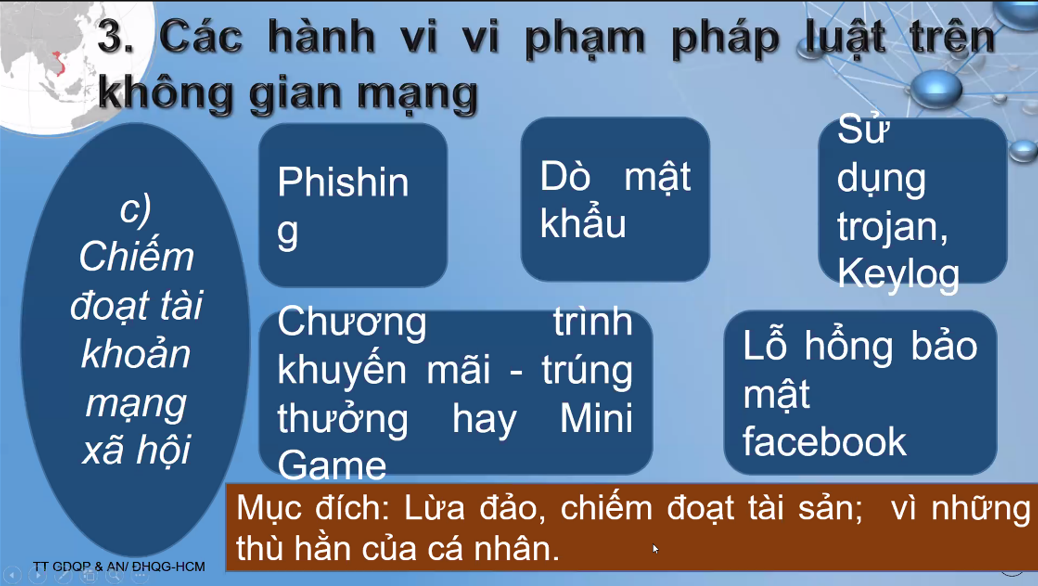 3. Các hành vi vi phạm pháp luật trên
không gian mạng
c)
Chiếm
đoạt tài
khoản
mạng
xã hội
Phishin
g
Dò mật
khẩu
Sử
dụng
trojan,
Keylog
Chương trình
khuyến mãi - trúng
thưởng hay Mini
Game
Lỗ hổng bảo
mật
facebook
Mục đích: Lừa đảo, chiếm đoạt tài sản; vì những
thù hằn của cá nhân.
TT GDQP & AN/ ĐHQG-HCM